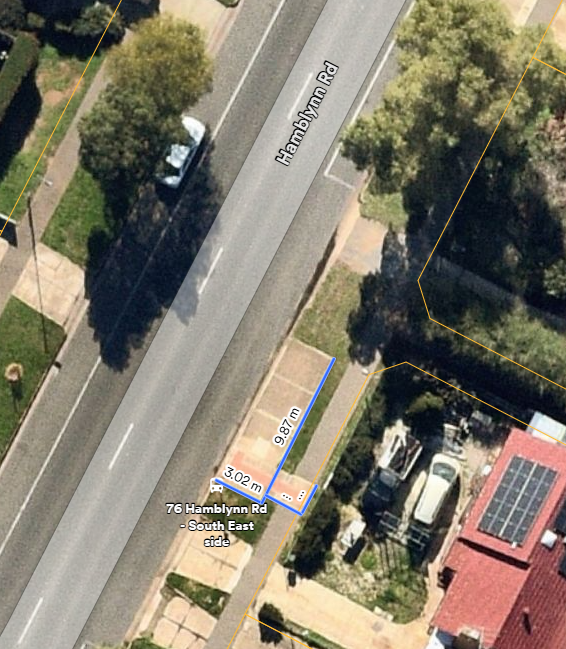 Hamblynn Rd
9.87 m
3.02 m
... ...
76 Hamblynn Rd
- South East
side